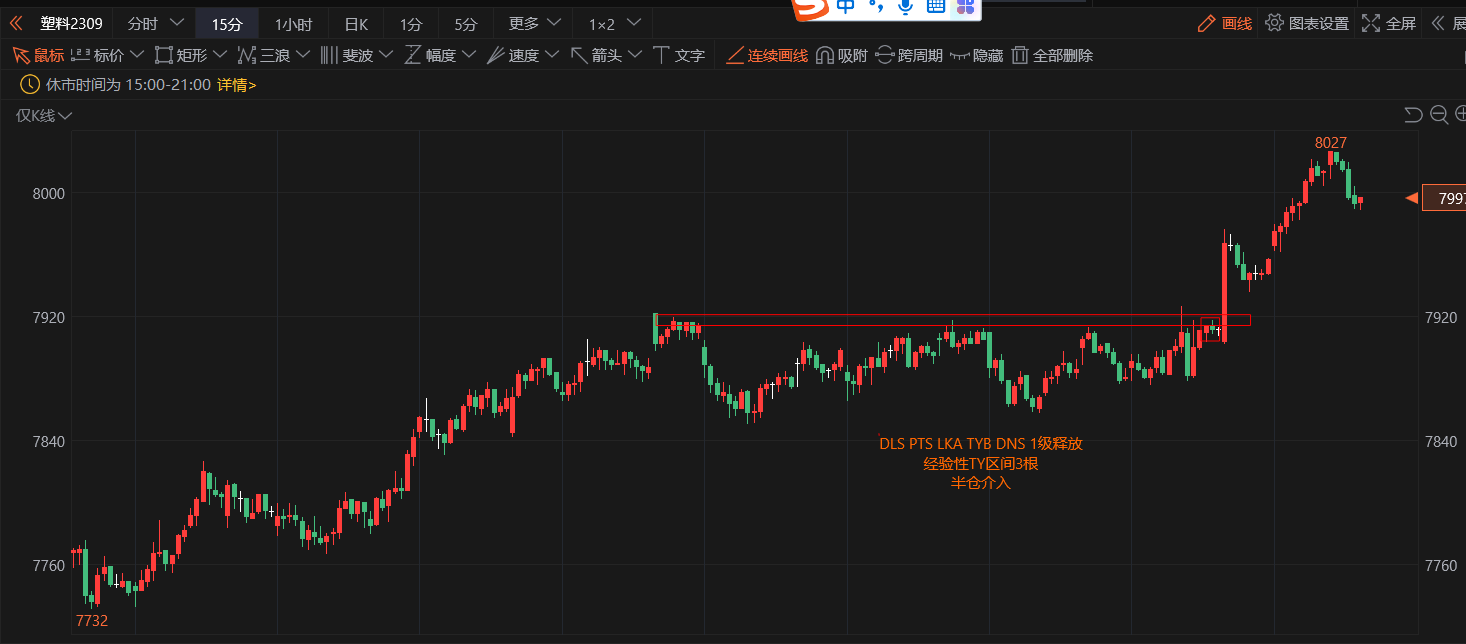 塑料2309 分时 15分 1小时 日K 1分 5分 更多 1×2 中 画线 图表设置 全屏 展
鼠标 标价 矩形 三浪 斐波 幅度 速度 箭头 文字 连续画线 吸附 跨周期 隐藏 全部删除
休市时间为 15:00-21:00 详情>
仅K线
8027
8000
7997
7920 7920
7840 7840
DLS PTS LKA TYB DNS 1级释放
经验性TY区间3根
半仓介入
7760 7760
7732